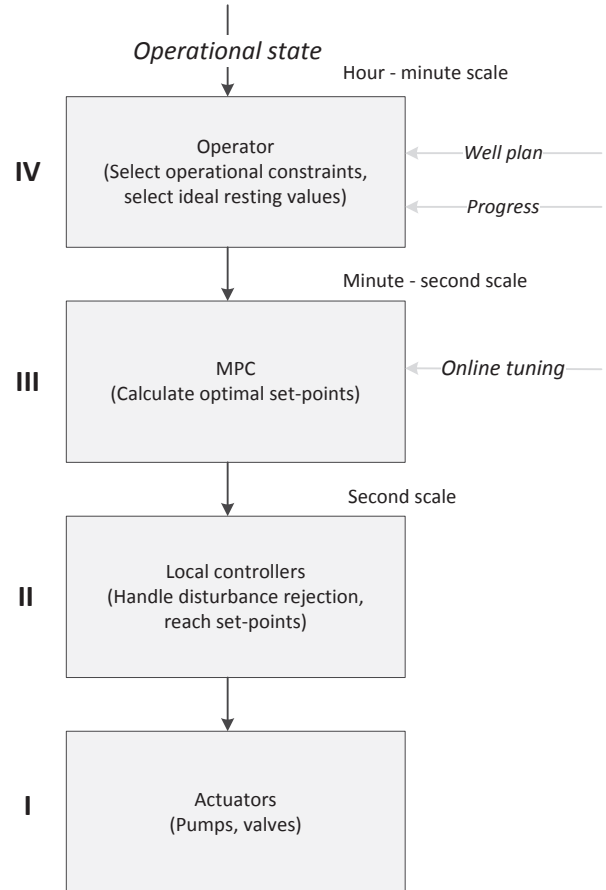 Operational state
Hour - minute scale
IV
Operator
(Select operational constraints,
select ideal resting values)
Well plan
Progress
Minute - second scale
III
MPC
(Calculate optimal set-points)
Online tuning
Second scale
II
Local controllers
(Handle disturbance rejection,
reach set-points)
I
Actuators
(Pumps, valves)